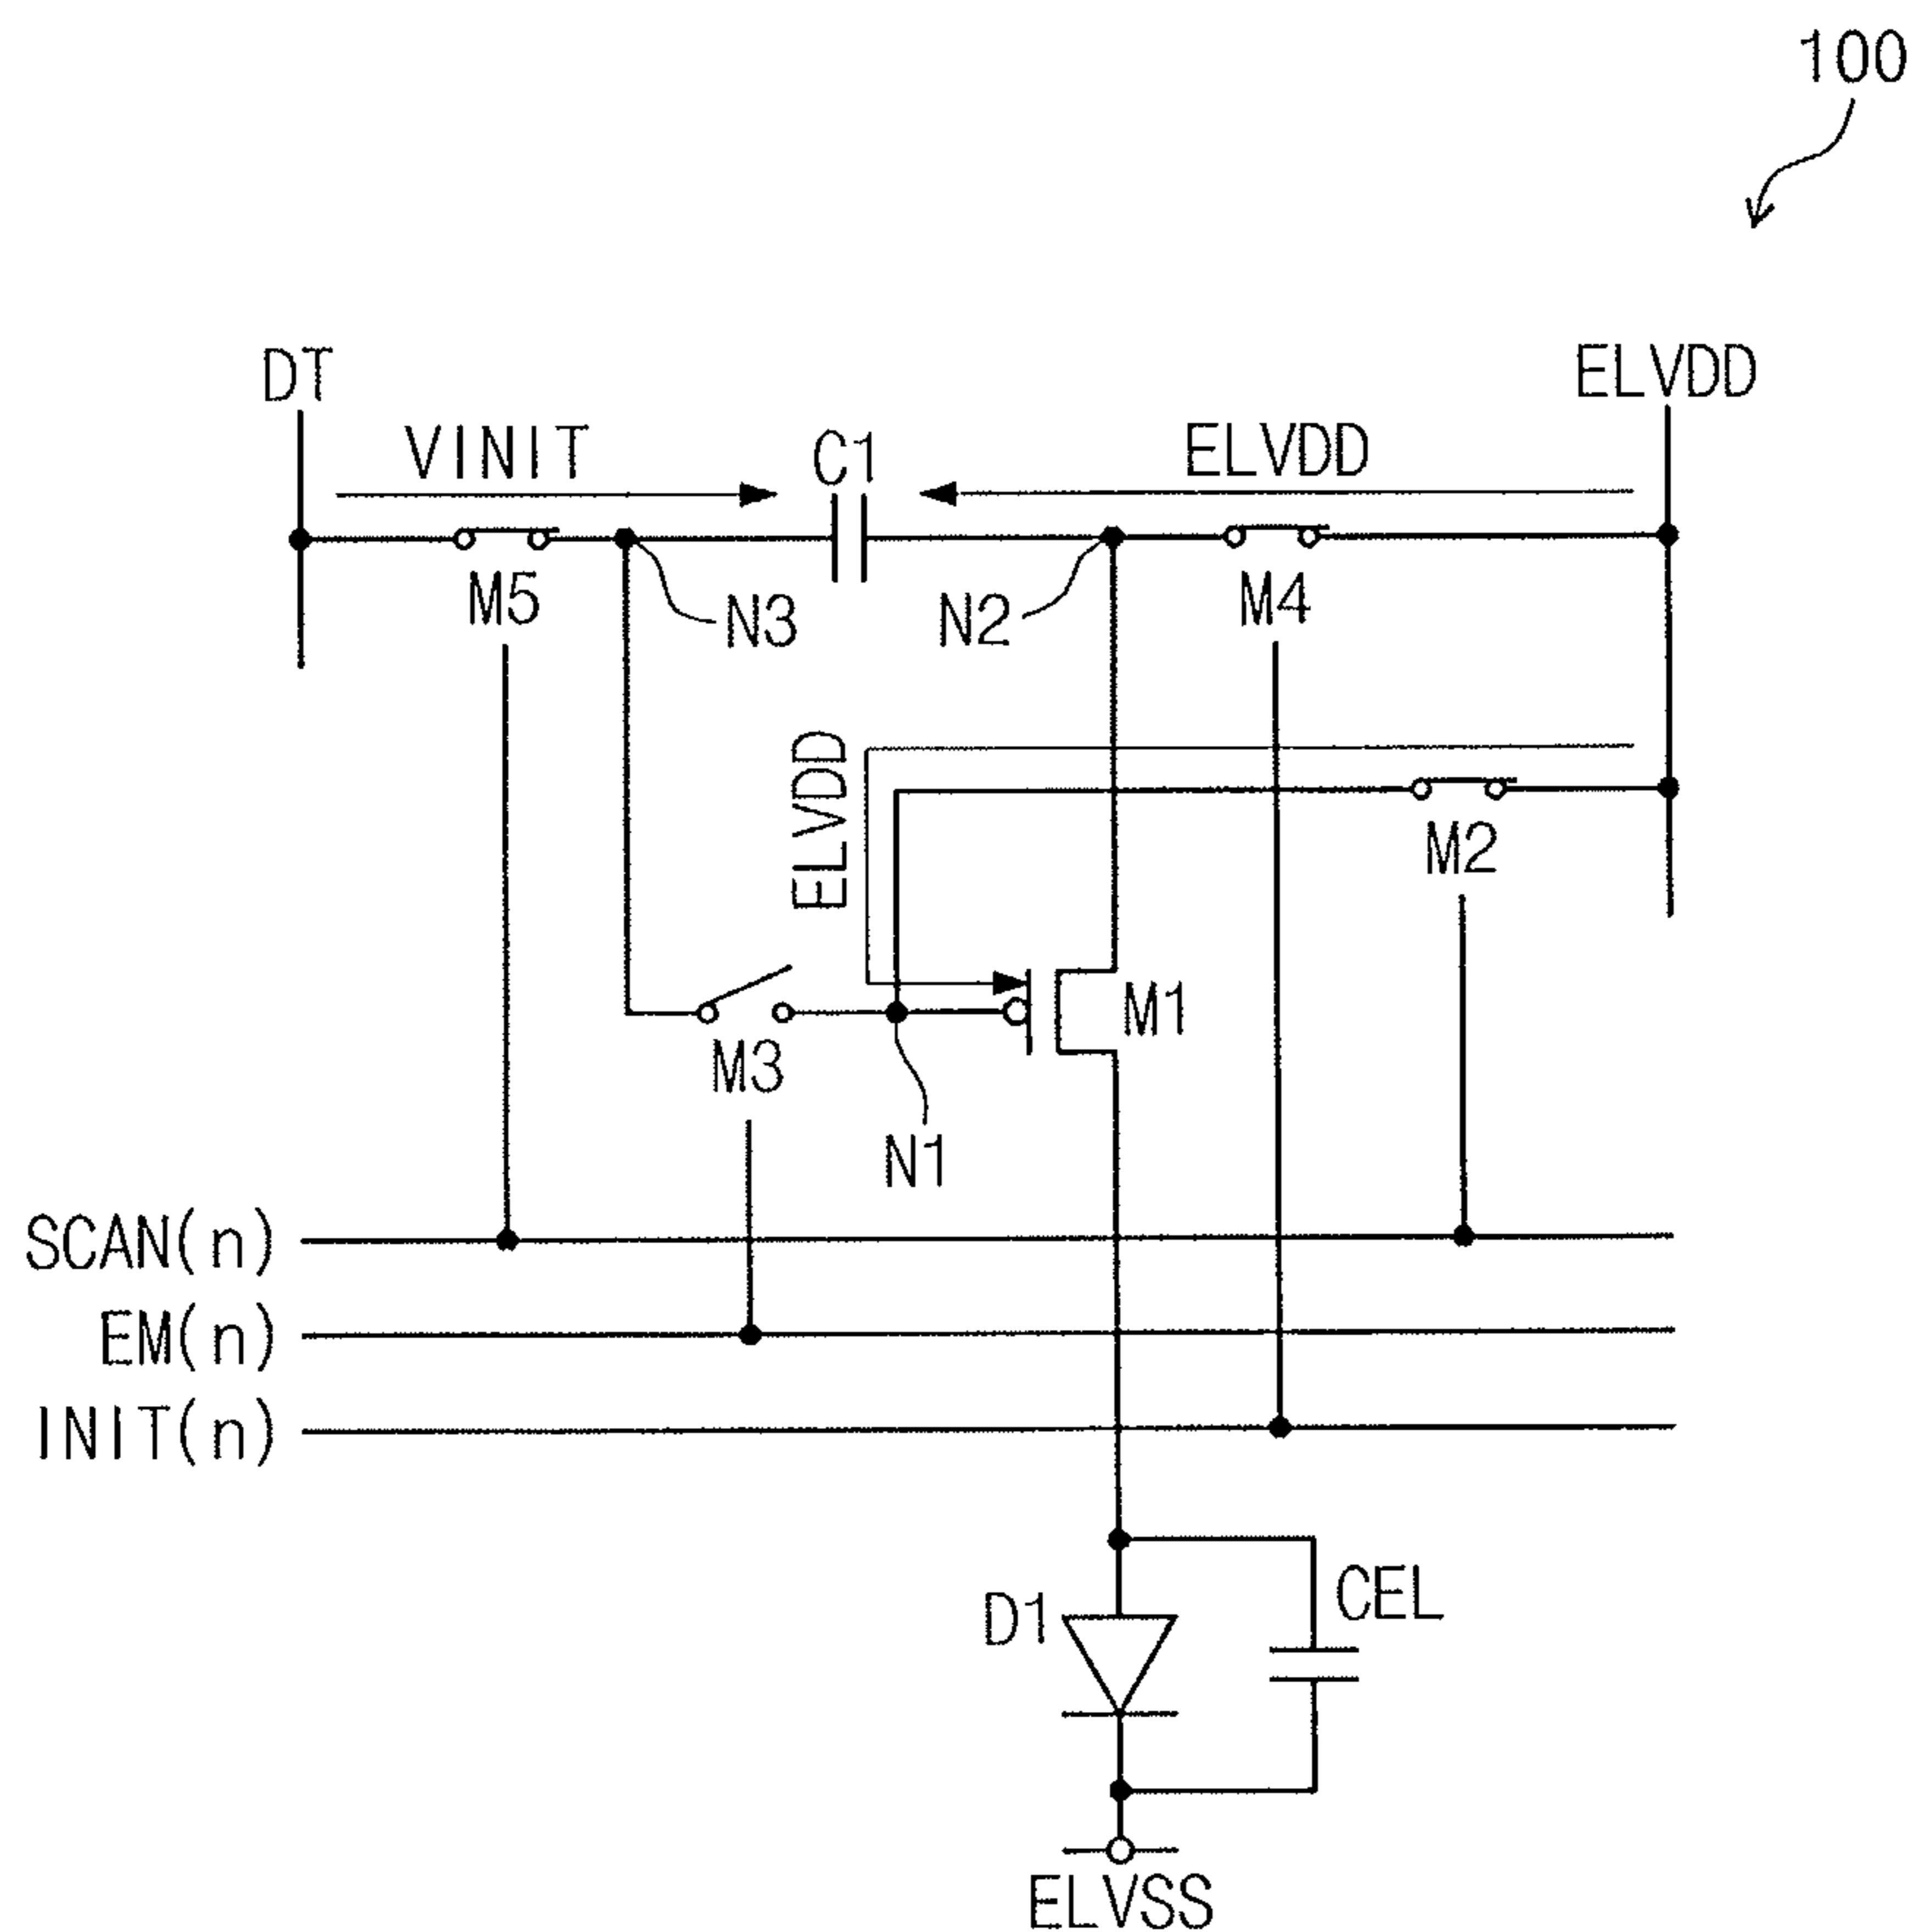 100
DT
ELVDD
VINIT
C1
ELVDD
M5
N3
N2
M4
ELVDD
M2
M1
M3
N1
SCAN(n)
EM(n)
INIT(n)
D1
CEL
ELVSS